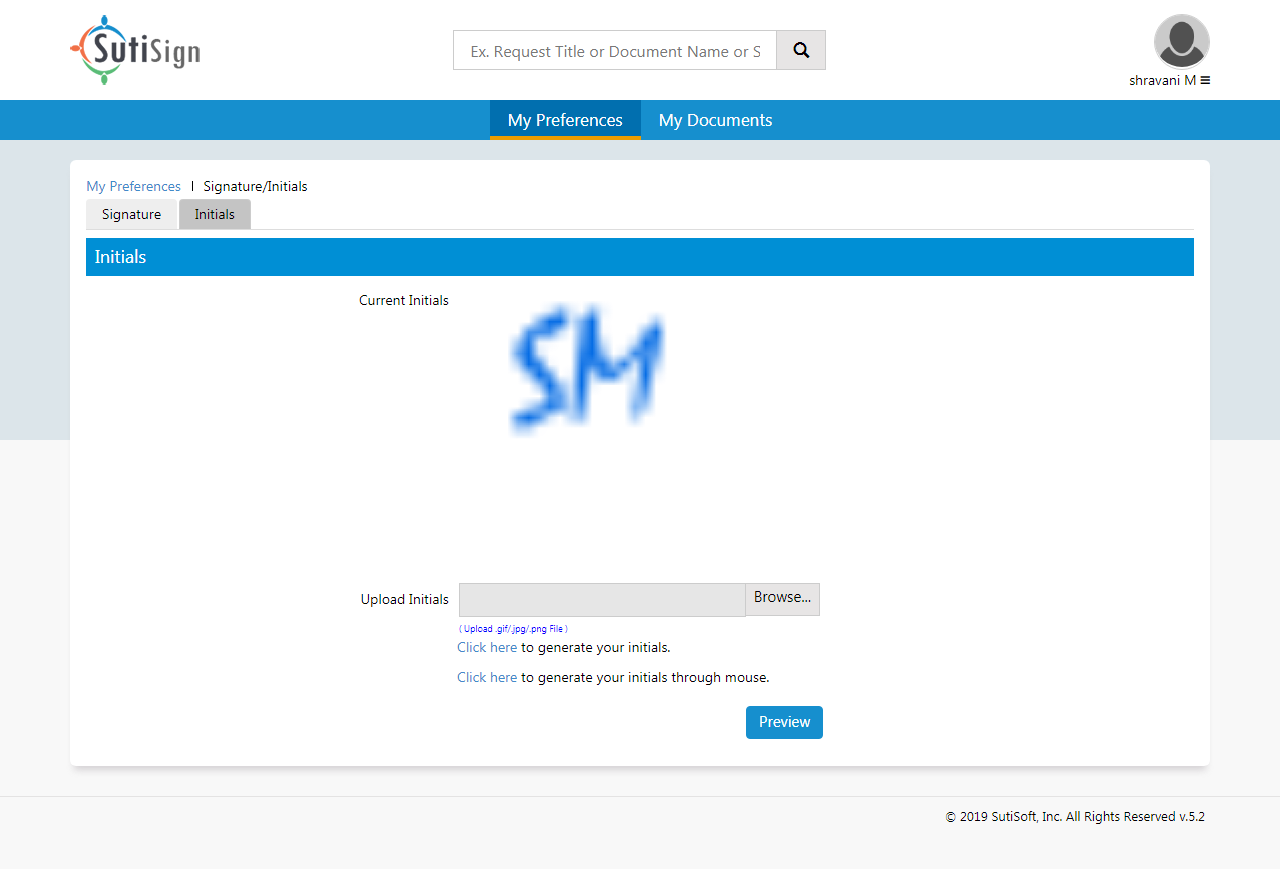 SutiSign
Ex. Request Title or Document Name or S
shravani M
My Preferences My Documents
My Preferences | Signature/Initials
Signature Initials
Initials
Current Initials
SM
Upload Initials Browse...
( Upload .gif/.jpg/.png File )
Click here to generate your initials.
Click here to generate your initials through mouse.
Preview
© 2019 SutiSoft, Inc. All Rights Reserved v.5.2